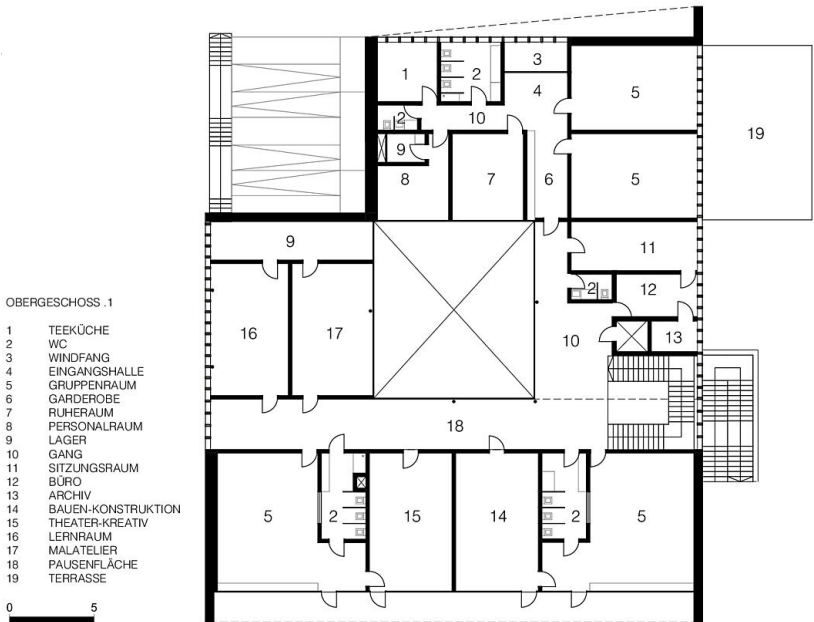 3
1
2
4
5
19
2
10
9
8
7
6
5
9
11
2
12
16
17
10
13
18
5
2
15
14
2
5
OBERGESCHOSS .1
1 TEEKÜCHE
2 WC
3 WINDFANG
4 EINGANGSHALLE
5 GRUPPENRAUM
6 GARDEROBE
7 RUHERAUM
8 PERSONALRAUM
9 LAGER
10 GANG
11 SITZUNGSRAUM
12 BÜRO
13 ARCHIV
14 BAUEN-KONSTRUKTION
15 THEATER-KREATIV
16 LERNRAUM
17 MALATELIER
18 PAUSENFLÄCHE
19 TERRASSE
0 5